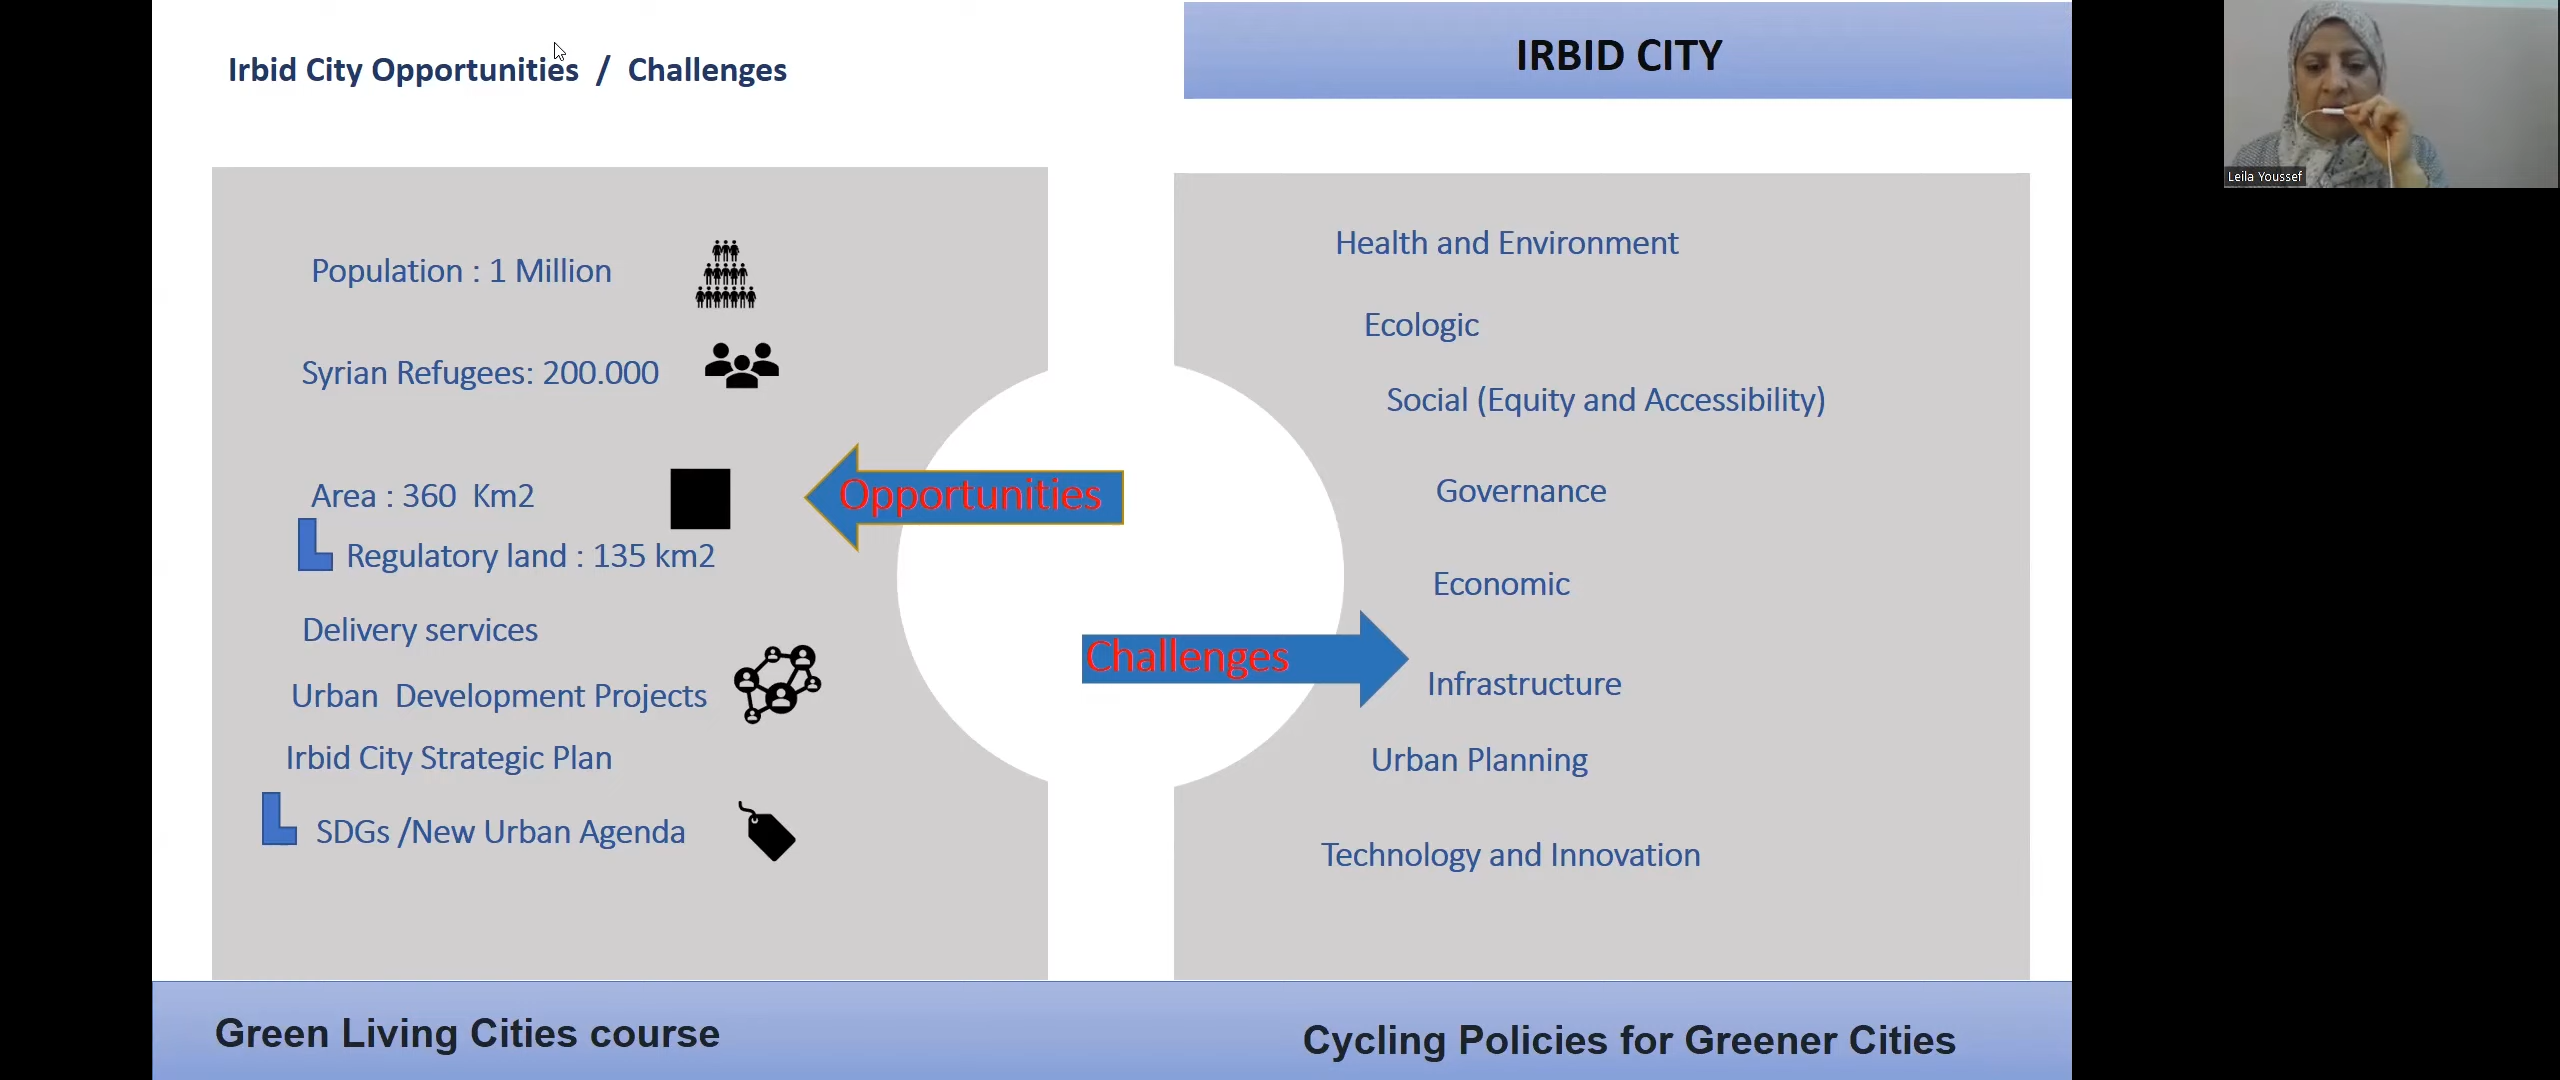 Irbid City Opportunities / Challenges
IRBID CITY
Population : 1 Million
Syrian Refugees: 200.000
Area : 360 Km2
Regulatory land : 135 km2
Delivery services
Urban Development Projects
Irbid City Strategic Plan
SDGs /New Urban Agenda
Opportunities
Challenges
Health and Environment
Ecologic
Social (Equity and Accessibility)
Governance
Economic
Infrastructure
Urban Planning
Technology and Innovation
Green Living Cities course
Cycling Policies for Greener Cities
Leila Youssef